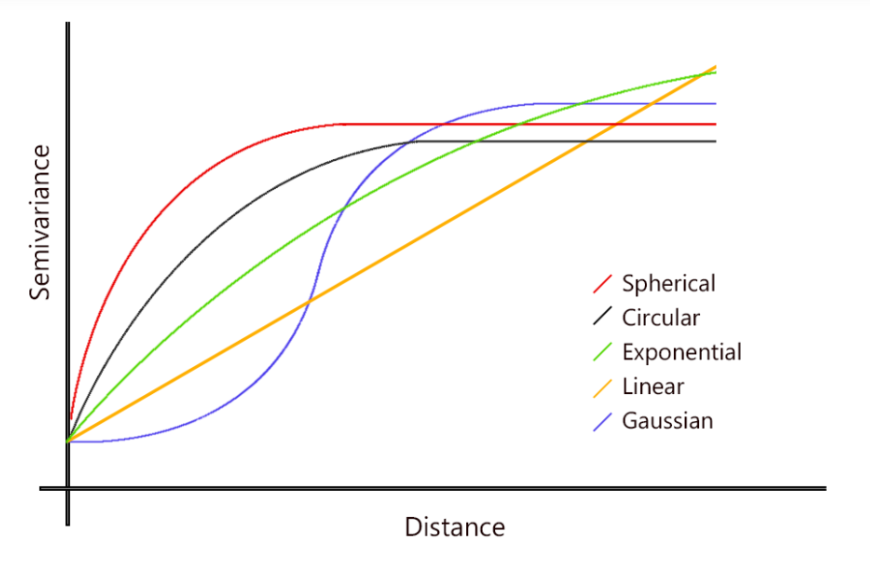 Semivariance
Spherical
Circular
Exponential
Linear
Gaussian
Distance